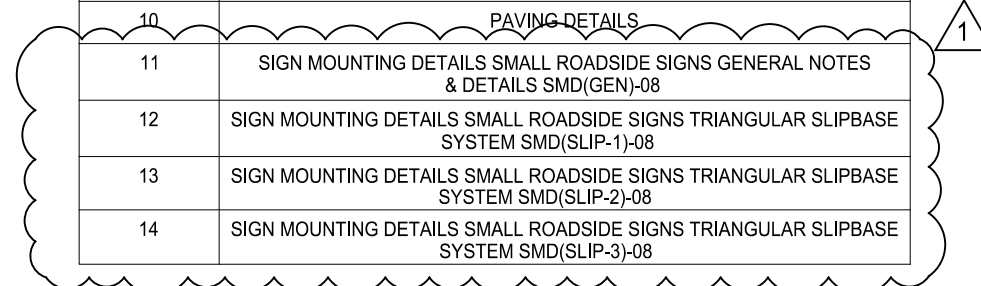 10 PAVING DETAILS
1
11 SIGN MOUNTING DETAILS SMALL ROADSIDE SIGNS GENERAL NOTES
& DETAILS SMD(GEN)-08
12 SIGN MOUNTING DETAILS SMALL ROADSIDE SIGNS TRIANGULAR SLIPBASE
SYSTEM SMD(SLIP-1)-08
13 SIGN MOUNTING DETAILS SMALL ROADSIDE SIGNS TRIANGULAR SLIPBASE
SYSTEM SMD(SLIP-2)-08
14 SIGN MOUNTING DETAILS SMALL ROADSIDE SIGNS TRIANGULAR SLIPBASE
SYSTEM SMD(SLIP-3)-08